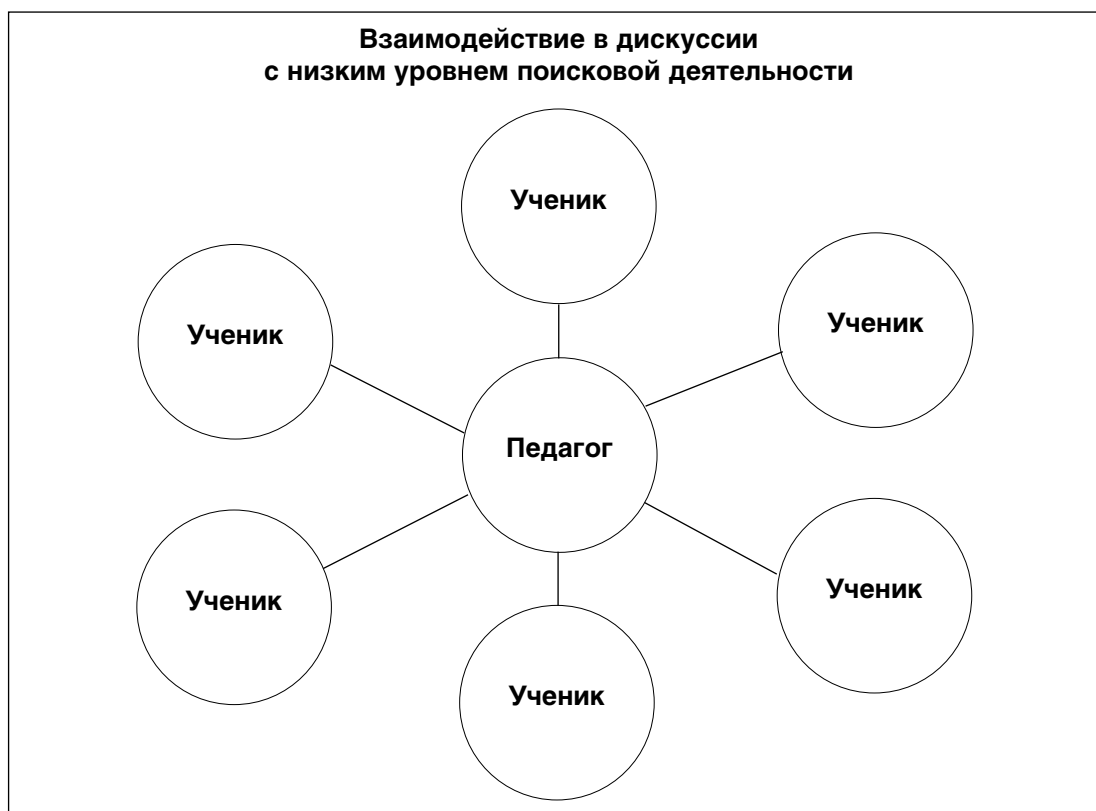 Взаимодействие в дискуссии
с низким уровнем поисковой деятельности
Ученик
Ученик
Ученик
Педагог
Ученик
Ученик
Ученик